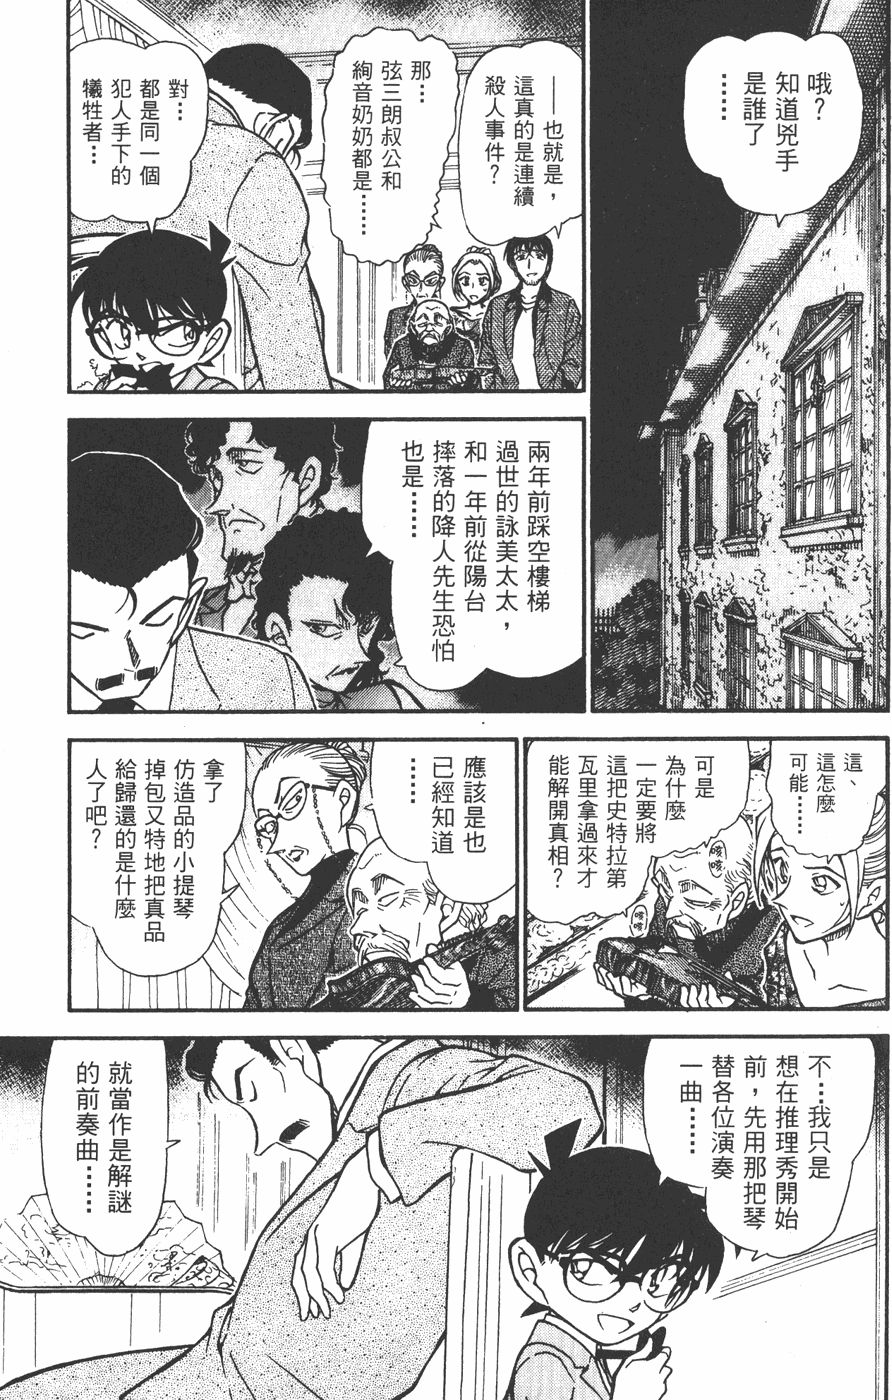 哦？
知道兇手
是誰了
……
——也就是，
這真的是連續
殺人事件？
那…
弦三朗叔公和
絢音奶奶都是……
對…
都是同一個
犯人手下的
犧牲者…
兩年前踩空樓梯
過世的詠美太太，
和一年前從陽台
摔落的降人先生恐怕
也是……
這、
這怎麼
可能……
可是
為什麼
一定要將
這把史特拉第
瓦里拿過來才
能解開真相？
咳
咳
咳
咳
應該是也
已經知道
……
拿了
仿造品的小提琴
掉包又特地把真品
給歸還的是什麼
人了吧？
不…我只是
想在推理秀開始
前，先用那把琴
替各位演奏
一曲……
就當作是解謎
的前奏曲……